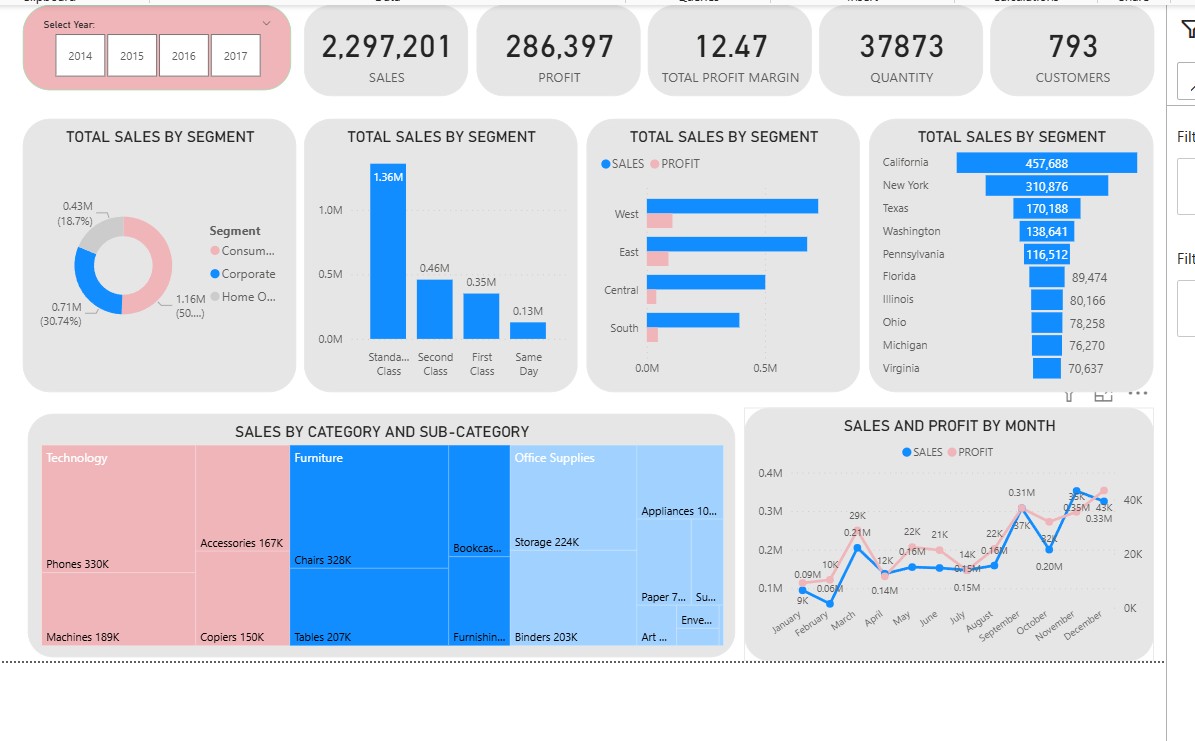 Select Year:
2014 2015 2016 2017
2,297,201
SALES
286,397
PROFIT
12.47
TOTAL PROFIT MARGIN
37873
QUANTITY
793
CUSTOMERS
TOTAL SALES BY SEGMENT
0.43M
(18.7%)
0.71M
(30.74%)
1.16M
(50....)
Segment
Consum...
Corporate
Home O...
TOTAL SALES BY SEGMENT
1.0M
0.5M
0.0M
1.36M
0.46M
0.35M
0.13M
Standa... Class
Second Class
First Class
Same Day
TOTAL SALES BY SEGMENT
SALES PROFIT
West
East
Central
South
0.0M 0.5M
TOTAL SALES BY SEGMENT
California 457,688
New York 310,876
Texas 170,188
Washington 138,641
Pennsylvania 116,512
Florida 89,474
Illinois 80,166
Ohio 78,258
Michigan 76,270
Virginia 70,637
SALES BY CATEGORY AND SUB-CATEGORY
Technology
Phones 330K
Machines 189K
Accessories 167K
Copiers 150K
Furniture
Chairs 328K
Tables 207K
Bookcas...
Furnishin...
Office Supplies
Storage 224K
Binders 203K
Appliances 10...
Paper 7...
Su...
Enve...
Art ...
SALES AND PROFIT BY MONTH
SALES PROFIT
0.4M
0.3M
0.2M
0.1M
40K
20K
0K
0.09M
9K
10K
0.06M
29K
0.21M
12K
0.14M
22K
0.16M
21K
14K
0.15M
0.15M
22K
0.16M
0.31M
37K
32K
0.20M
35K
0.35M
43K
0.33M
January
February
March
April
May
June
July
August
September
October
November
December
Filt
Filt